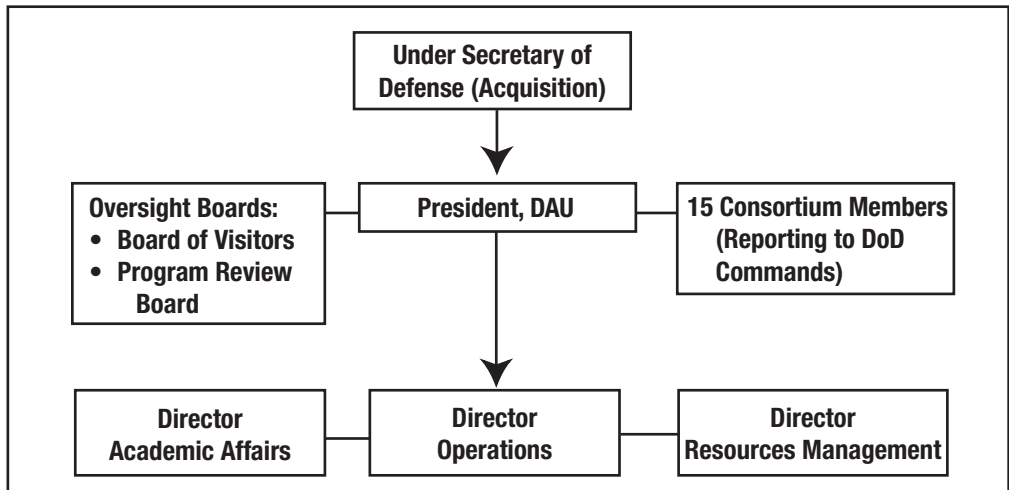 Under Secretary of
Defense (Acquisition)
Oversight Boards:
• Board of Visitors
• Program Review
Board
President, DAU
15 Consortium Members
(Reporting to DoD
Commands)
Director
Academic Affairs
Director
Operations
Director
Resources Management